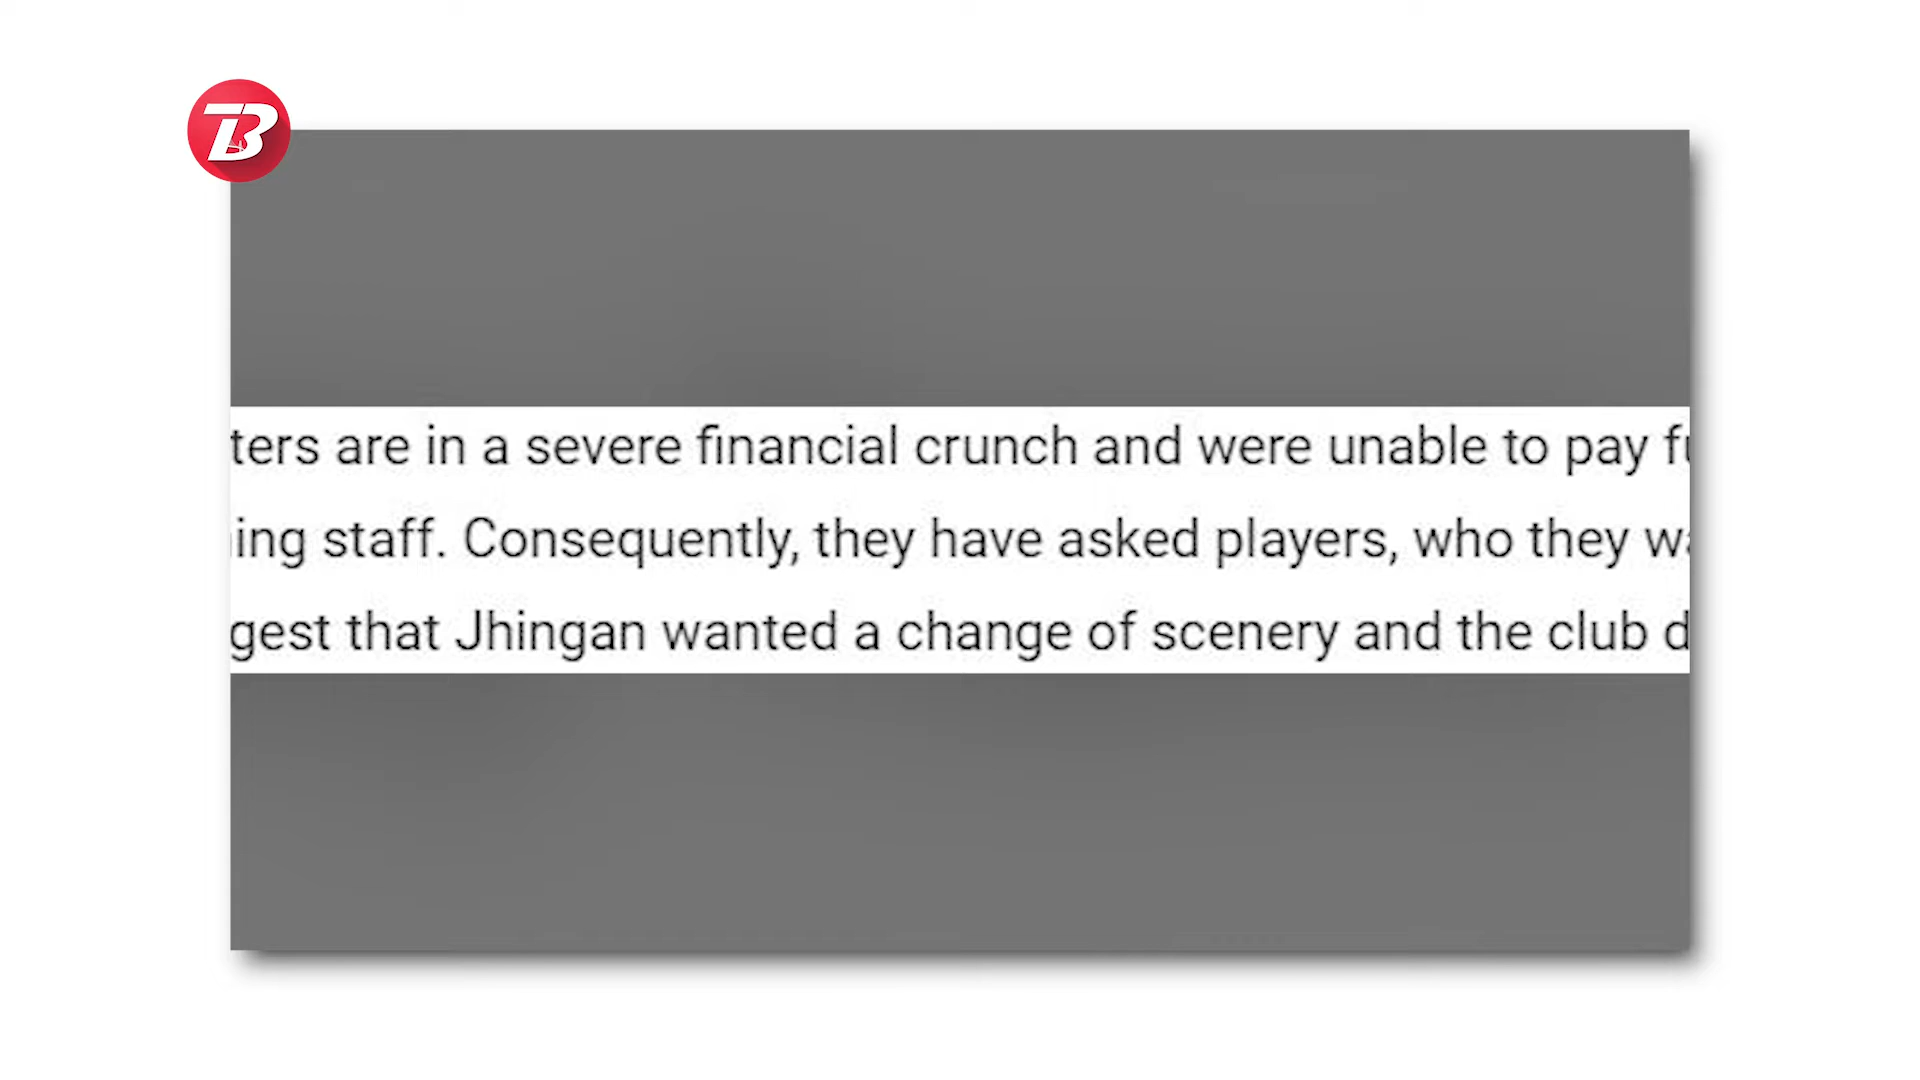 TB
ters are in a severe financial crunch and were unable to pay
ing staff. Consequently, they have asked players, who they
gest that Jhingan wanted a change of scenery and the club d